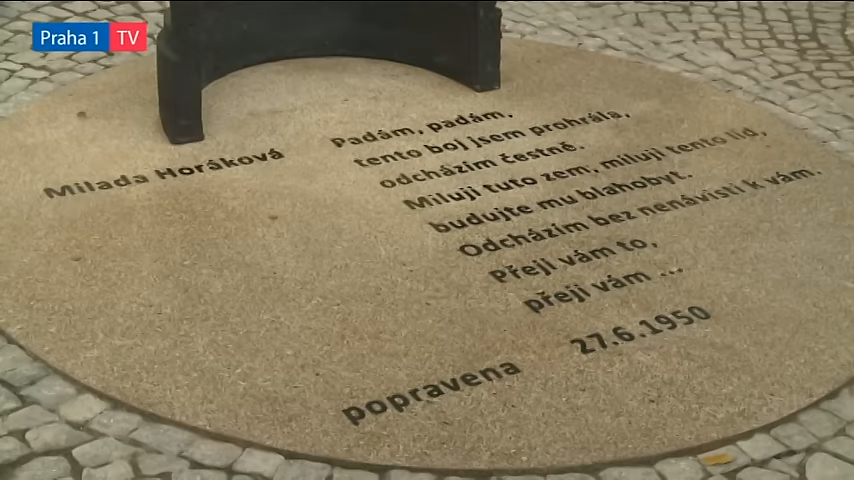 Praha 1 TV
Milada Horáková
Padám, padám.
tento boj jsem prohrála,
odcházím čestně.
Miluji tuto zem, miluji tento lid,
budujte mu blahobyt.
Odcházím bez nenávisti k vám.
Přeji vám to,
přeji vám ...
popravena 27.6.1950